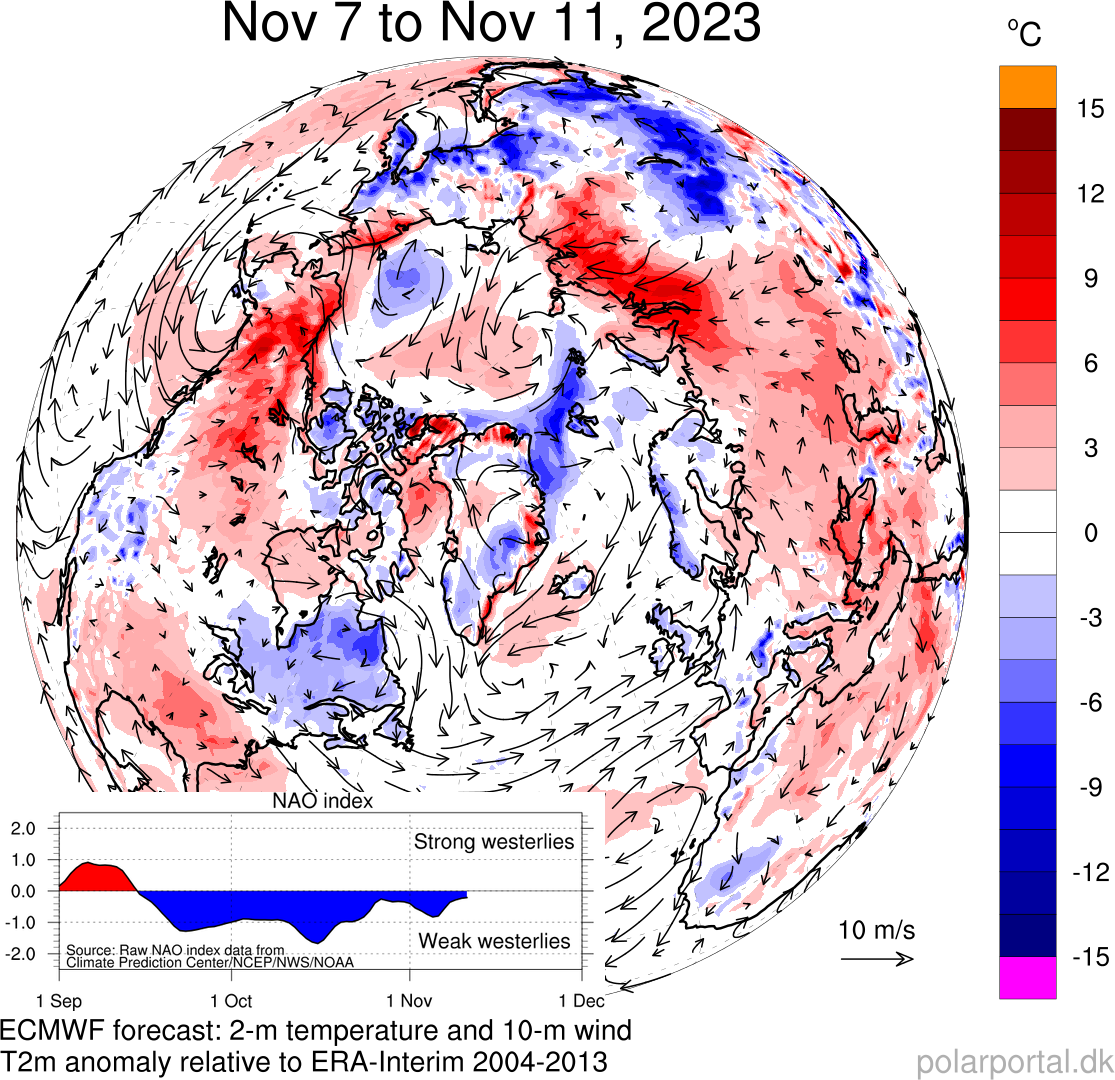 Nov 7 to Nov 11, 2023
°C
15
12
9
6
3
0
-3
-6
-9
-12
-15
NAO index
2.0
1.0
0.0
-1.0
-2.0
Strong westerlies
Weak westerlies
Source: Raw NAO index data from
Climate Prediction Center/NCEP/NWS/NOAA
1 Sep 1 Oct 1 Nov 1 Dec
10 m/s
ECMWF forecast: 2-m temperature and 10-m wind
T2m anomaly relative to ERA-Interim 2004-2013
polarportal.dk